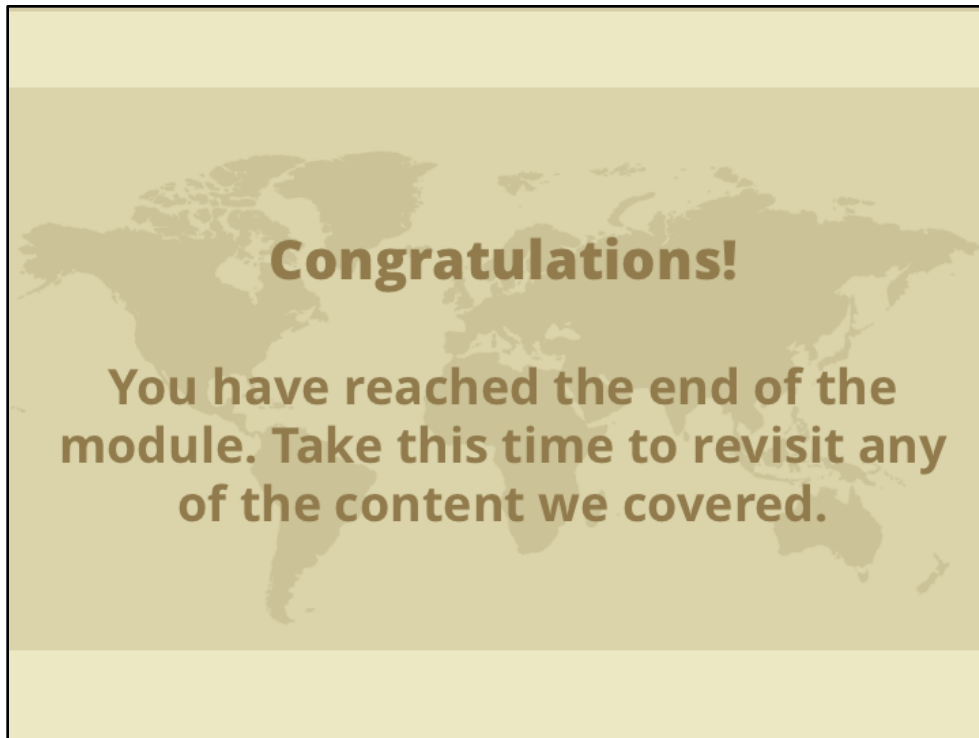 Congratulations!
You have reached the end of the
module. Take this time to revisit any
of the content we covered.